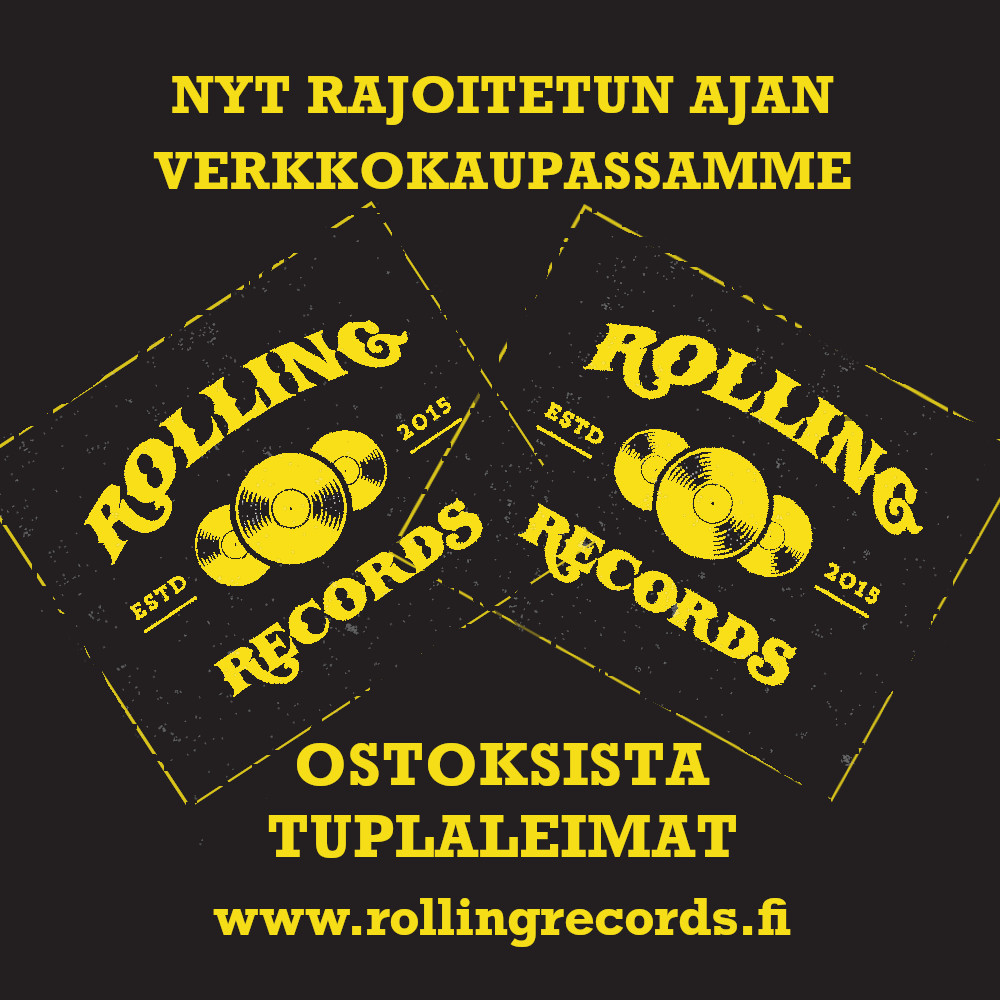 NYT RAJOITETUN AJAN
VERKKOKAUPASSAMME
ROLLING
ESTD 2015
RECORDS
ROLLING
ESTD 2015
RECORDS
OSTOKSISTA
TUPLALEIMAT
www.rollingrecords.fi